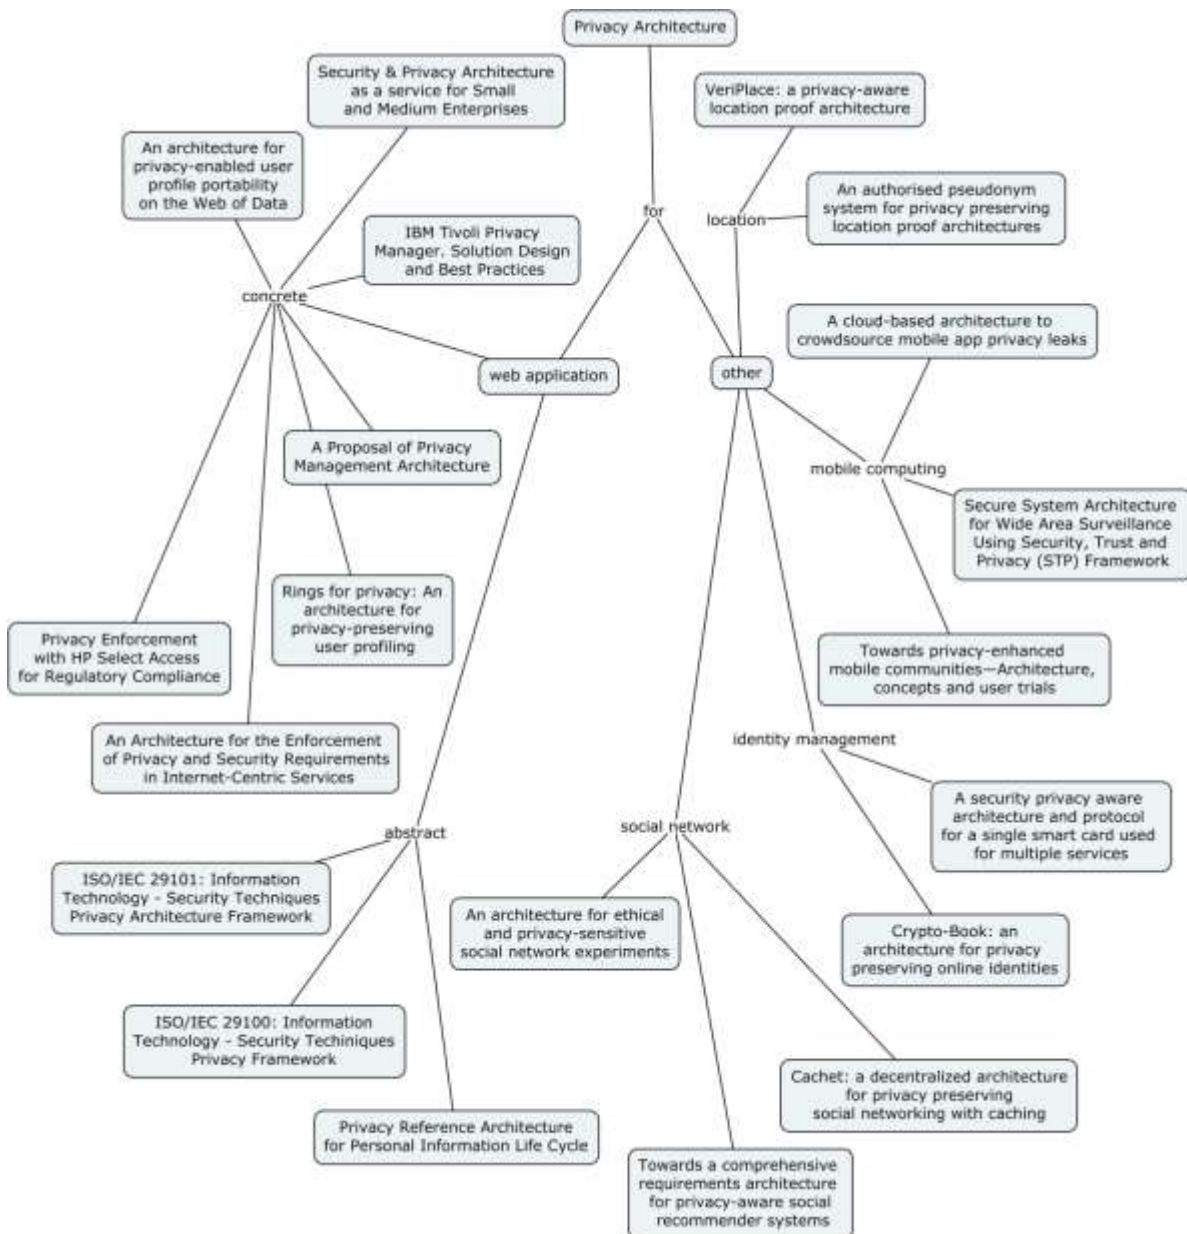 Privacy Architecture
Security & Privacy Architecture
as a service for Small
and Medium Enterprises
VeriPlace: a privacy-aware
location proof architecture
An architecture for
privacy-enabled user
profile portability
on the Web of Data
An authorised pseudonym
system for privacy preserving
location proof architectures
for
location
IBM Tivoli Privacy
Manager. Solution Design
and Best Practices
concrete
A cloud-based architecture to
crowdsource mobile app privacy leaks
web application
other
A Proposal of Privacy
Management Architecture
mobile computing
Secure System Architecture
for Wide Area Surveillance
Using Security, Trust and
Privacy (STP) Framework
Rings for privacy: An
architecture for
privacy-preserving
user profiling
Privacy Enforcement
with HP Select Access
for Regulatory Compliance
Towards privacy-enhanced
mobile communities—Architecture,
concepts and user trials
An Architecture for the Enforcement
of Privacy and Security Requirements
in Internet-Centric Services
identity management
A security privacy aware
architecture and protocol
for a single smart card used
for multiple services
abstract
social network
ISO/IEC 29101: Information
Technology - Security Techniques
Privacy Architecture Framework
An architecture for ethical
and privacy-sensitive
social network experiments
Crypto-Book: an
architecture for privacy
preserving online identities
ISO/IEC 29100: Information
Technology - Security Techiniques
Privacy Framework
Cachet: a decentralized architecture
for privacy preserving
social networking with caching
Privacy Reference Architecture
for Personal Information Life Cycle
Towards a comprehensive
requirements architecture
for privacy-aware social
recommender systems